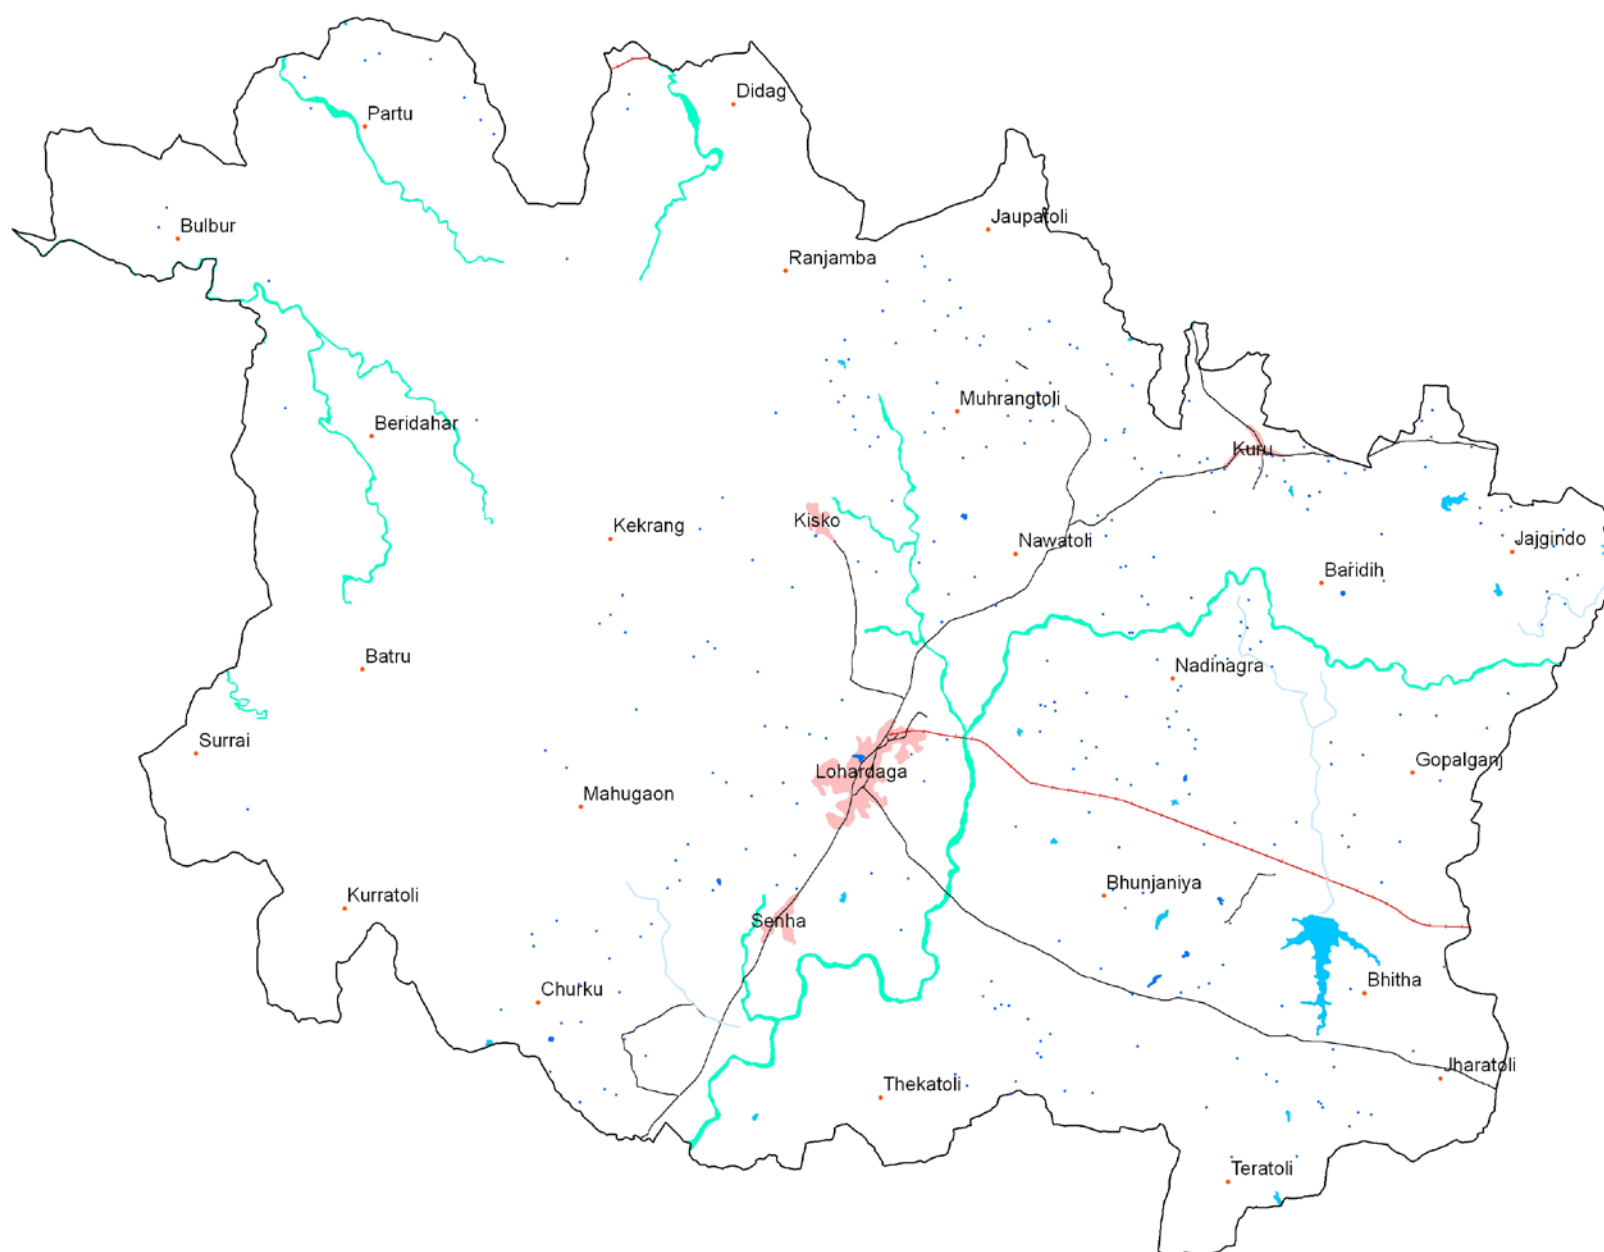 Didag
Partu
Jaupatoli
Bulbur
Ranjamba
Muhrangtoli
Beridahar
Kuru
Kisko
Kekrang
Nawatoli
Jajgindo
Baridih
Batru
Nadinagra
Surrai
Gopalganj
Lohardaga
Mahugaon
Bhunjaniya
Kurratoli
Senha
Bhitha
Churku
Jharatoli
Thekatoli
Teratoli